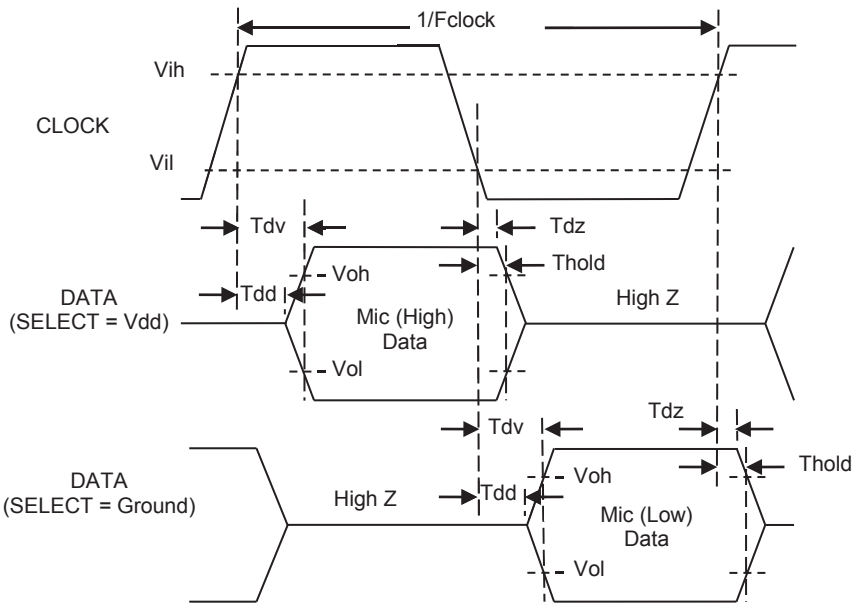 1/Fclock
Vih
CLOCK
Vil
Tdv
Tdz
Voh
Thold
Tdd
DATA
(SELECT = Vdd)
Mic (High)
Data
High Z
Vol
Tdv
Tdz
DATA
(SELECT = Ground)
High Z
Tdd
Voh
Thold
Mic (Low)
Data
Vol